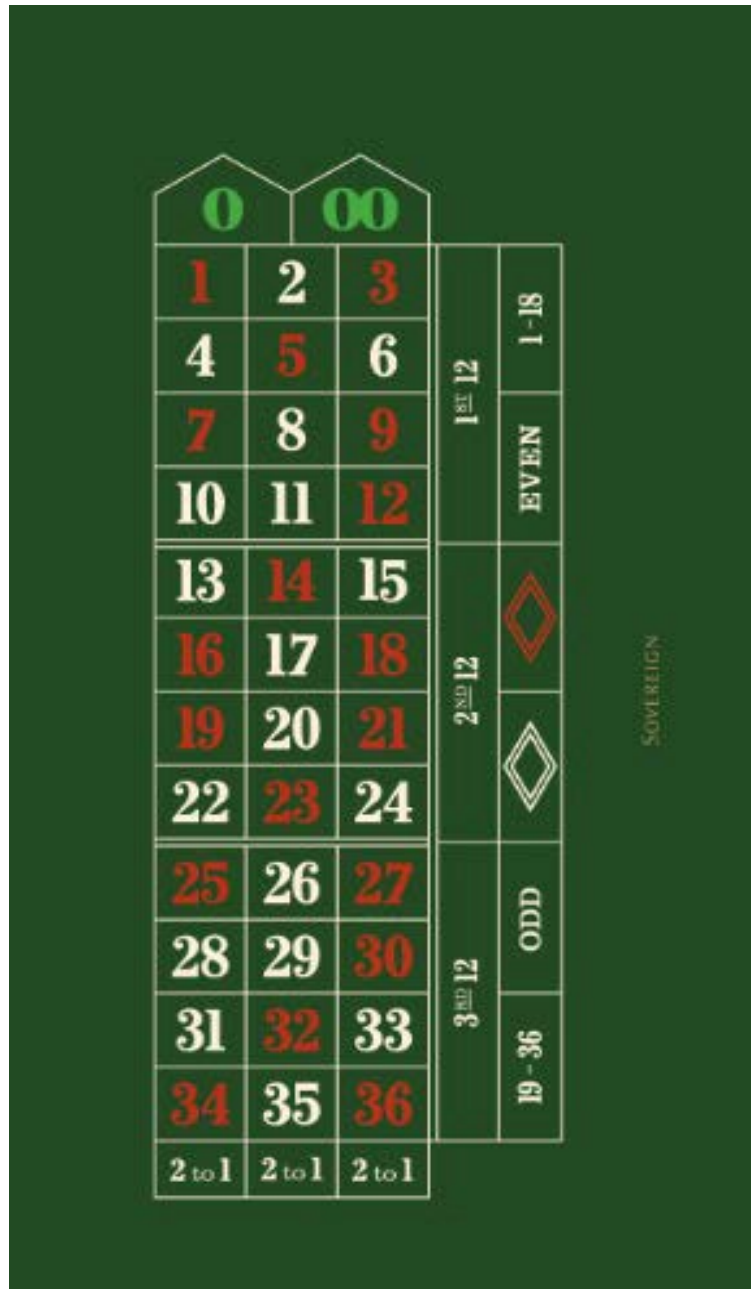 0 00
1 2 3
4 5 6
7 8 9
10 11 12
13 14 15
16 17 18
19 20 21
22 23 24
25 26 27
28 29 30
31 32 33
34 35 36
2 to 1 2 to 1 2 to 1
1ST 12
2ND 12
3RD 12
1-18
EVEN
ODD
19-36
SOVEREIGN